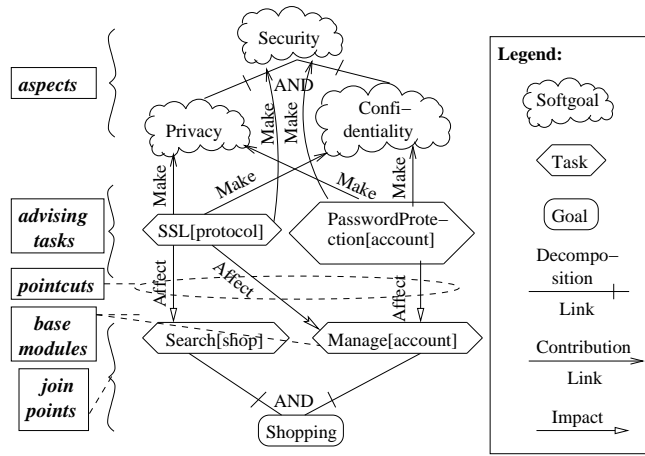 Security
AND
aspects
Privacy
Confi–
dentiality
Make
Make
Make
Make
Make
Make
advising
tasks
SSL[protocol]
PasswordProte–
ction[account]
pointcuts
Affect
Affect
Affect
base
modules
Search[shop]
Manage[account]
join
points
AND
Shopping
Legend:
Softgoal
Task
Goal
Decompo–
sition
Link
Contribution
Link
Impact